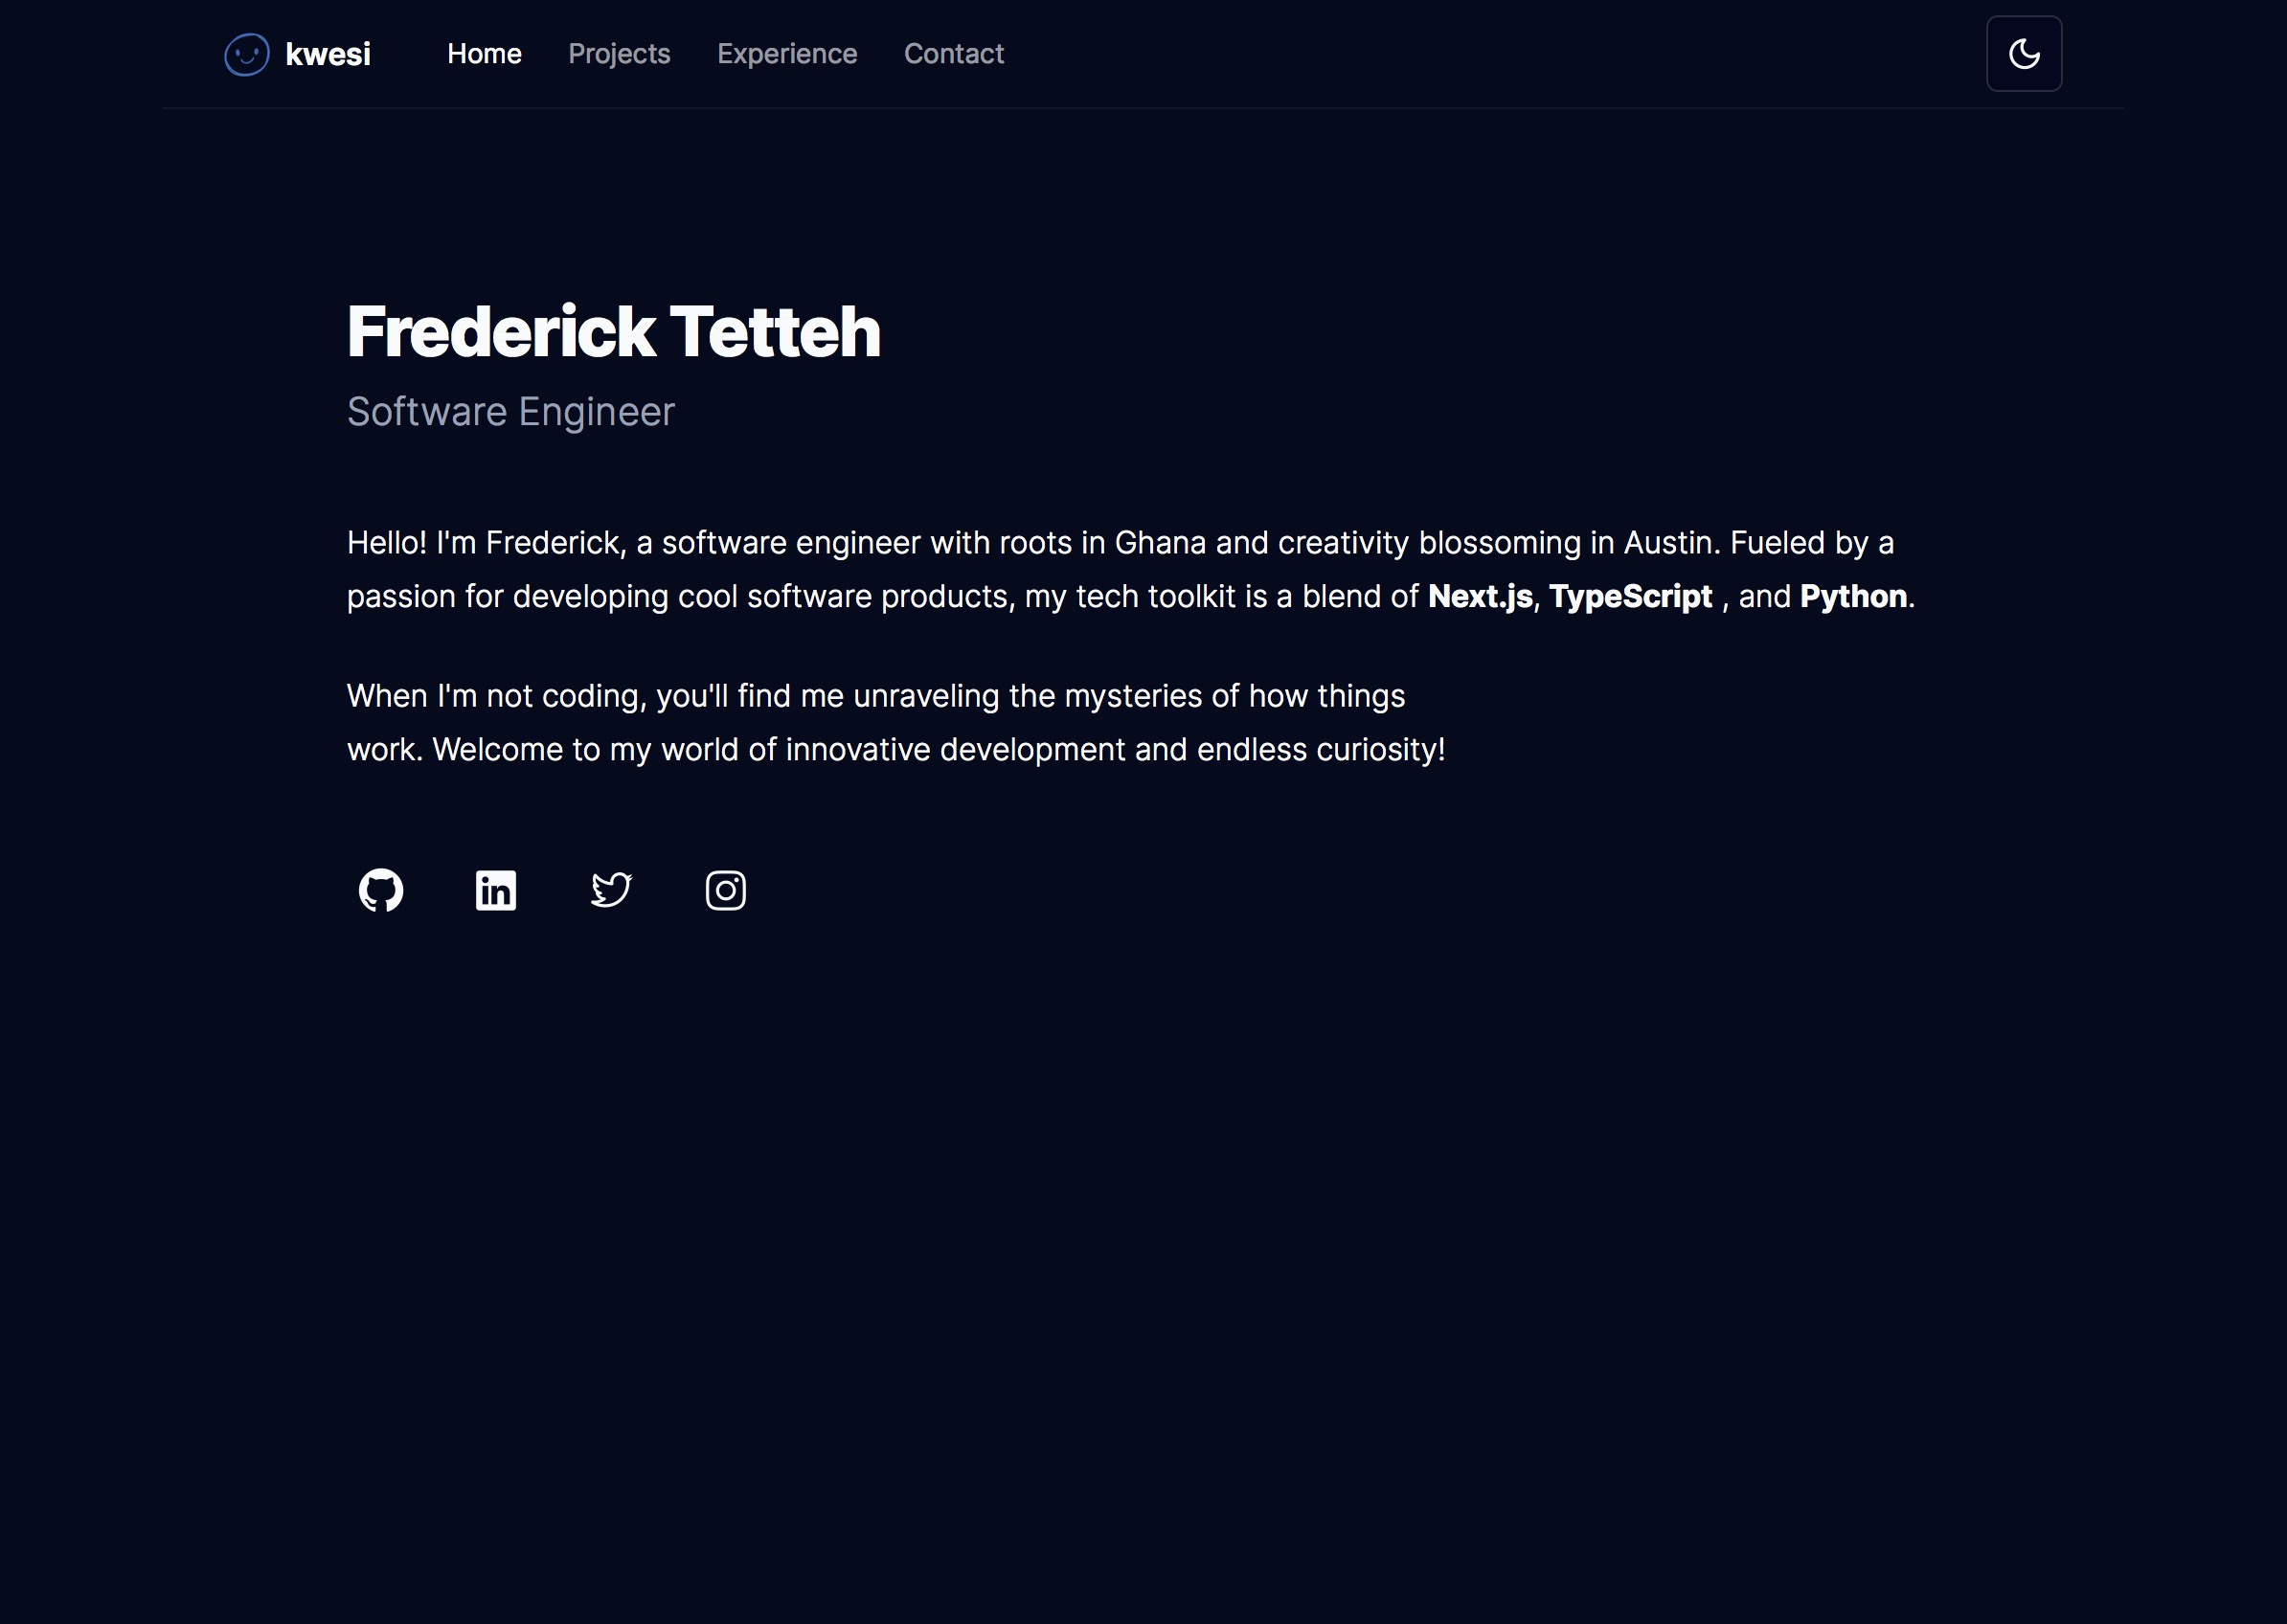 kwesi
Home Projects Experience Contact
Frederick Tetteh
Software Engineer
Hello! I'm Frederick, a software engineer with roots in Ghana and creativity blossoming in Austin. Fueled by a
passion for developing cool software products, my tech toolkit is a blend of Next.js, TypeScript , and Python.
When I'm not coding, you'll find me unraveling the mysteries of how things
work. Welcome to my world of innovative development and endless curiosity!
in